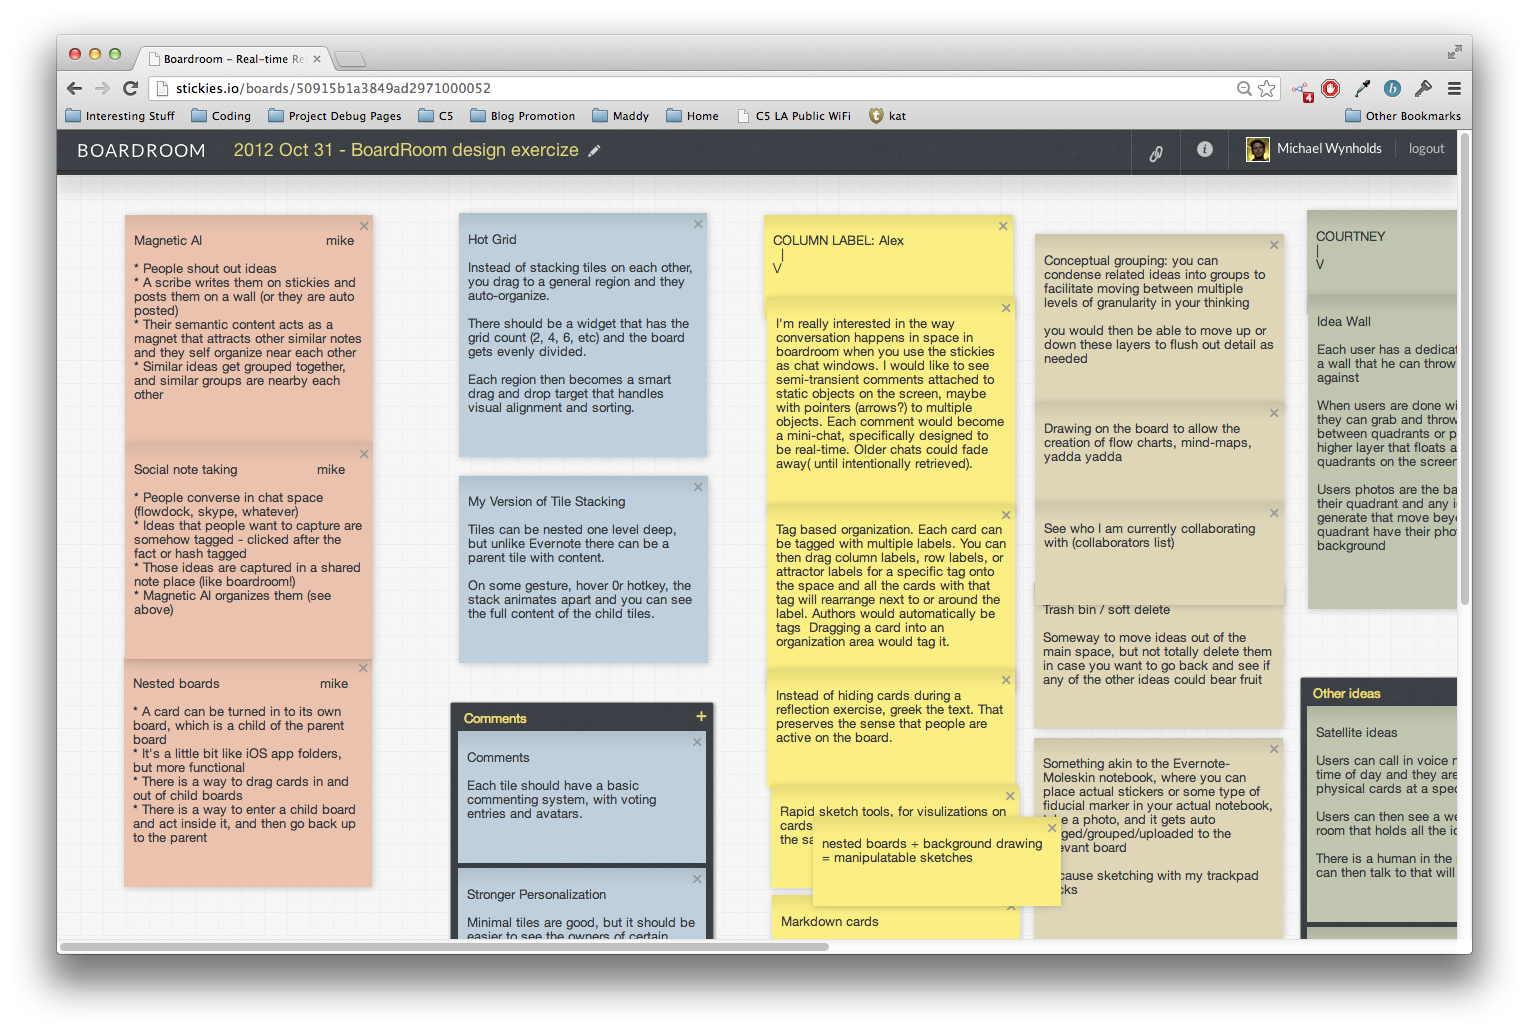 Boardroom – Real-time Re
stickies.io/boards/50915b1a3849ad2971000052
4
b
Interesting Stuff
Coding
Project Debug Pages
C5
Blog Promotion
Maddy
Home
C5 LA Public WiFi
kat
Other Bookmarks
BOARDROOM
2012 Oct 31 - BoardRoom design exercize
Michael Wynholds
logout
Magnetic AI mike
* People shout out ideas
* A scribe writes them on stickies and
posts them on a wall (or they are auto
posted)
* Their semantic content acts as a
magnet that attracts other similar notes
and they self organize near each other
* Similar ideas get grouped together,
and similar groups are nearby each
other
Social note taking mike
* People converse in chat space
(flowdock, skype, whatever)
* Ideas that people want to capture are
somehow tagged - clicked after the
fact or hash tagged
* Those ideas are captured in a shared
note place (like boardroom!)
* Magnetic AI organizes them (see
above)
Nested boards mike
* A card can be turned in to its own
board, which is a child of the parent
board
* It's a little bit like iOS app folders,
but more functional
* There is a way to drag cards in and
out of child boards
* There is a way to enter a child board
and act inside it, and then go back up
to the parent
Hot Grid
Instead of stacking tiles on each other,
you drag to a general region and they
auto-organize.
There should be a widget that has the
grid count (2, 4, 6, etc) and the board
gets evenly divided.
Each region then becomes a smart
drag and drop target that handles
visual alignment and sorting.
My Version of Tile Stacking
Tiles can be nested one level deep,
but unlike Evernote there can be a
parent tile with content.
On some gesture, hover 0r hotkey, the
stack animates apart and you can see
the full content of the child tiles.
Comments +
Comments
Each tile should have a basic
commenting system, with voting
entries and avatars.
Stronger Personalization
Minimal tiles are good, but it should be
easier to see the owners of certain
COLUMN LABEL: Alex
|
V
I'm really interested in the way
conversation happens in space in
boardroom when you use the stickies
as chat windows. I would like to see
semi-transient comments attached to
static objects on the screen, maybe
with pointers (arrows?) to multiple
objects. Each comment would become
a mini-chat, specifically designed to
be real-time. Older chats could fade
away( until intentionally retrieved).
Tag based organization. Each card can
be tagged with multiple labels. You can
then drag column labels, row labels, or
attractor labels for a specific tag onto
the space and all the cards with that
tag will rearrange next to or around the
label. Authors would automatically be
tags  Dragging a card into an
organization area would tag it.
Instead of hiding cards during a
reflection exercise, greek the text. That
preserves the sense that people are
active on the board.
Rapid sketch tools, for visulizations on
cards
the sa
nested boards + background drawing
= manipulatable sketches
Markdown cards
Conceptual grouping: you can
condense related ideas into groups to
facilitate moving between multiple
levels of granularity in your thinking
you would then be able to move up or
down these layers to flush out detail as
needed
Drawing on the board to allow the
creation of flow charts, mind-maps,
yadda yadda
See who I am currently collaborating
with (collaborators list)
Trash bin / soft delete
Someway to move ideas out of the
main space, but not totally delete them
in case you want to go back and see if
any of the other ideas could bear fruit
Something akin to the Evernote-
Moleskin notebook, where you can
place actual stickers or some type of
fiducial marker in your actual notebook,
a photo, and it gets auto
ged/grouped/uploaded to the
evant board
cause sketching with my trackpad
cks
COURTNEY
|
V
Idea Wall
Each user has a dedicat
a wall that he can throw
against
When users are done wi
they can grab and throw
between quadrants or p
higher layer that floats a
quadrants on the screen
Users photos are the ba
their quadrant and any i
generate that move bey
quadrant have their pho
background
Other ideas
Satellite ideas
Users can call in voice n
time of day and they are
physical cards at a spec
Users can then see a we
room that holds all the ic
There is a human in the
can then talk to that will